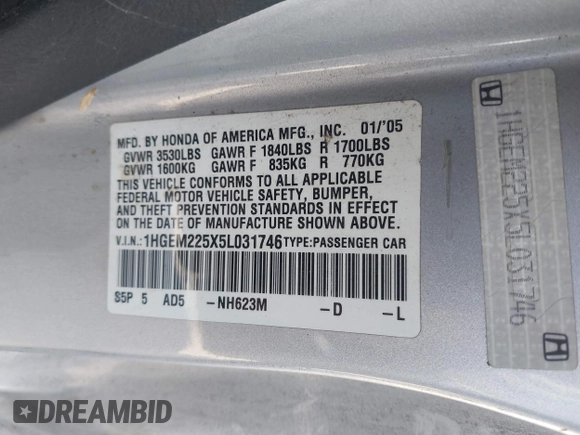 MFD. BY HONDA OF AMERICA MFG., INC. 01/'05
GVWR 3530LBS GAWR F 1840LBS R 1700LBS
GVWR 1600KG GAWR F 835KG R 770KG
THIS VEHICLE CONFORMS TO ALL APPLICABLE
FEDERAL MOTOR VEHICLE SAFETY, BUMPER,
AND THEFT PREVENTION STANDARDS IN EFFECT
ON THE DATE OF MANUFACTURE SHOWN ABOVE.
V.I.N.:1HGEM225X5L031746 TYPE:PASSENGER CAR
S5P 5 AD5 -NH623M -D -L
1HGEM225X5L031746
DREAMBID